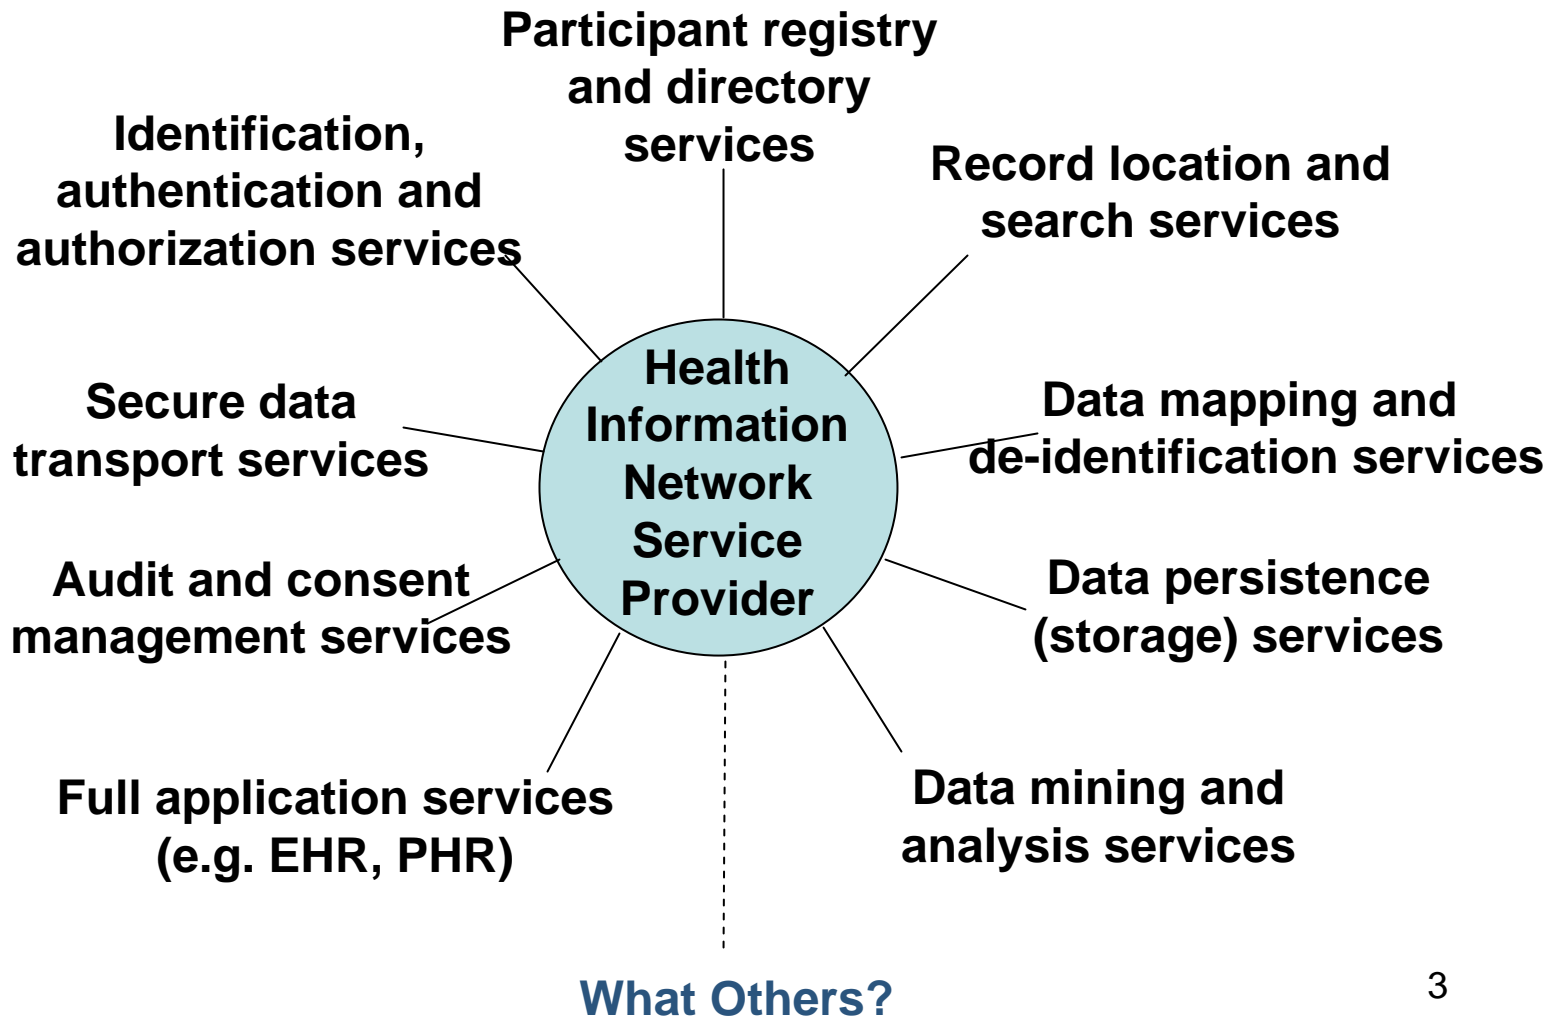 Participant registry
and directory
services
Identification,
authentication and
authorization services
Record location and
search services
Health
Information
Network
Service
Provider
Secure data
transport services
Data mapping and
de-identification services
Audit and consent
management services
Data persistence
(storage) services
Full application services
(e.g. EHR, PHR)
Data mining and
analysis services
What Others?
3